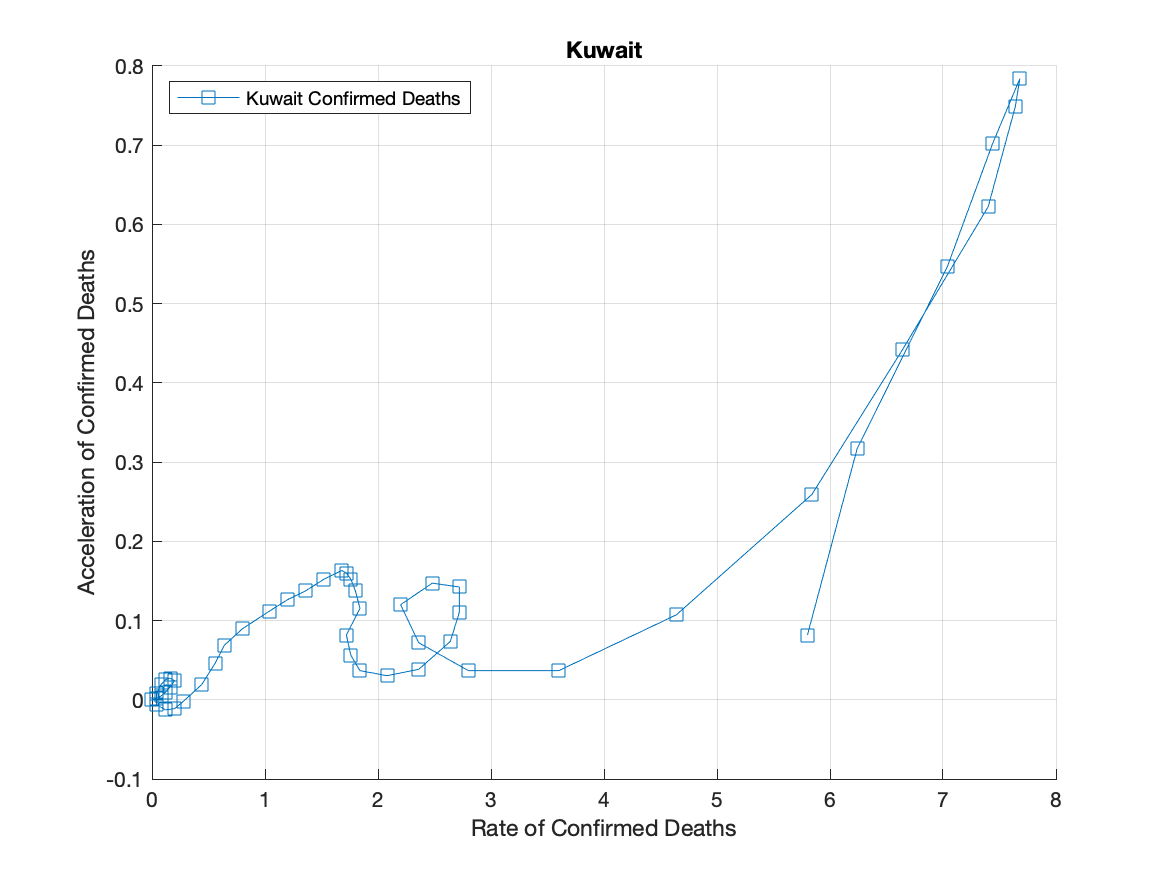 Kuwait
Kuwait Confirmed Deaths
0.8
0.7
0.6
0.5
0.4
0.3
0.2
0.1
0
-0.1
Acceleration of Confirmed Deaths
0 1 2 3 4 5 6 7 8
Rate of Confirmed Deaths